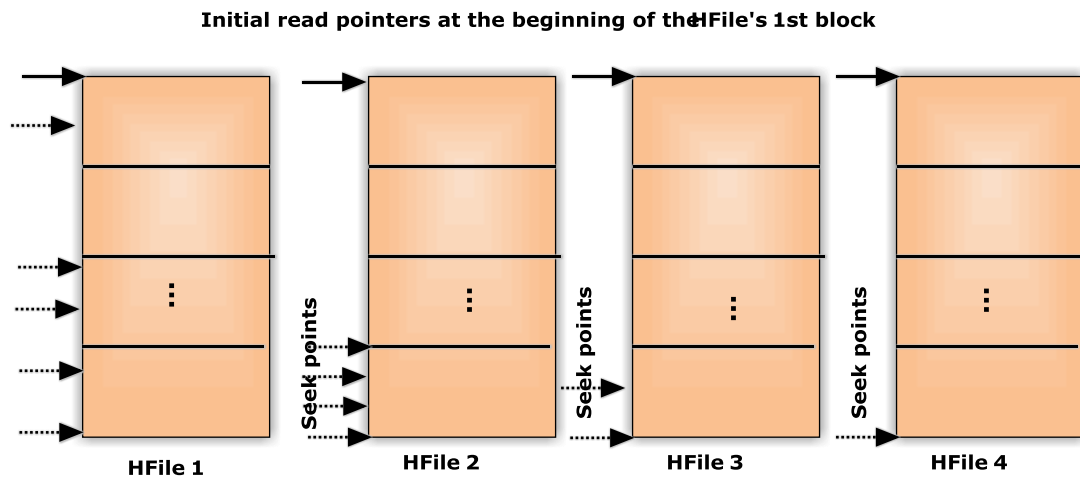 Initial read pointers at the beginning of the HFile's 1st block
Seek points
Seek points
Seek points
HFile 1
HFile 2
HFile 3
HFile 4